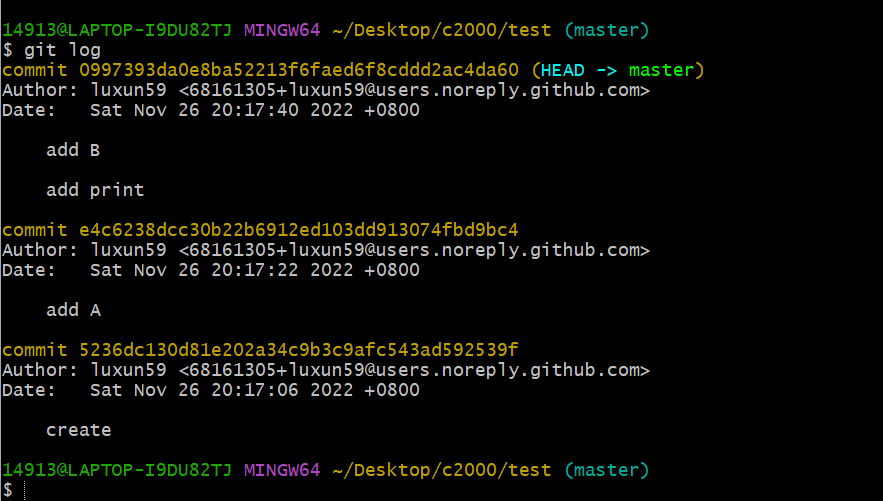 14913@LAPTOP-I9DU82TJ MINGW64 ~/Desktop/c2000/test (master)
$ git log
commit 0997393da0e8ba52213f6faed6f8cddd2ac4da60 (HEAD -> master)
Author: luxun59 <68161305+luxun59@users.noreply.github.com>
Date:   Sat Nov 26 20:17:40 2022 +0800
    add B
    add print
commit e4c6238dcc30b22b6912ed103dd913074fbd9bc4
Author: luxun59 <68161305+luxun59@users.noreply.github.com>
Date:   Sat Nov 26 20:17:22 2022 +0800
    add A
commit 5236dc130d81e202a34c9b3c9afc543ad592539f
Author: luxun59 <68161305+luxun59@users.noreply.github.com>
Date:   Sat Nov 26 20:17:06 2022 +0800
    create
14913@LAPTOP-I9DU82TJ MINGW64 ~/Desktop/c2000/test (master)
$